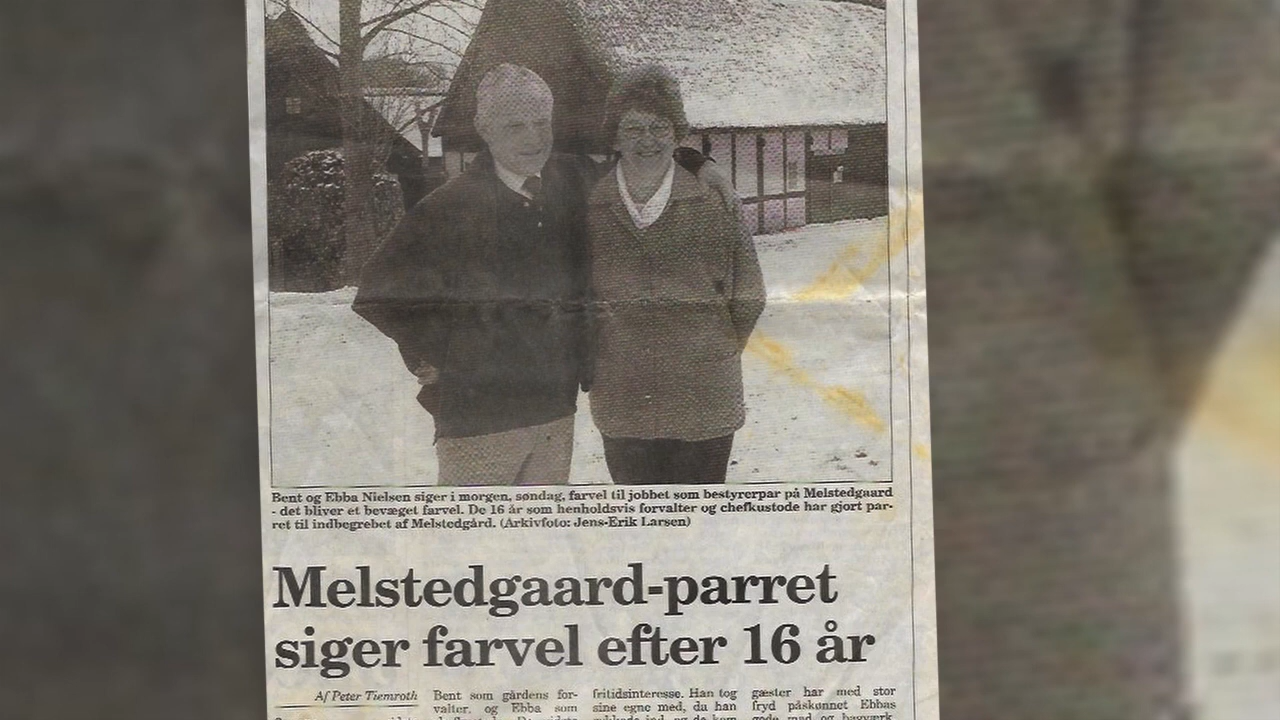 Bent og Ebba Nielsen siger i morgen, søndag, farvel til jobbet som bestyrerpar på Melstedgaard
- det bliver et bevæget farvel. De 16 år som henholdsvis forvalter og chefkustode har gjort par-
ret til indbegrebet af Melstedgård. (Arkivfoto: Jens-Erik Larsen)
Melstedgaard-parret
siger farvel efter 16 år
Af Peter Tiemroth
Bent som gårdens for-
valter, og Ebba som
fritidsinteresse. Han tog
sine egne med, du han
gæster har med stor
fryd påskønnet Ebbas